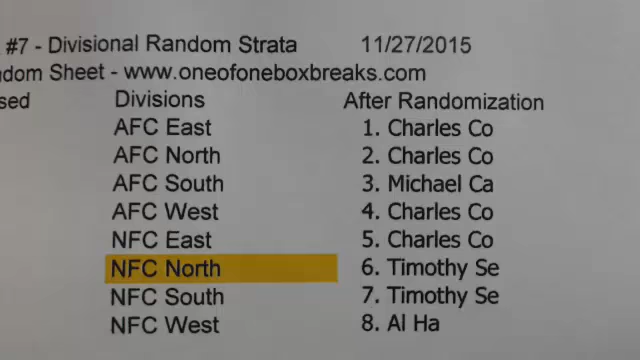 #7 - Divisional Random Strata 11/27/2015
dom Sheet - www.oneofoneboxbreaks.com
sed Divisions After Randomization
AFC East 1. Charles Co
AFC North 2. Charles Co
AFC South 3. Michael Ca
AFC West 4. Charles Co
NFC East 5. Charles Co
NFC North 6. Timothy Se
NFC South 7. Timothy Se
NFC West 8. Al Ha